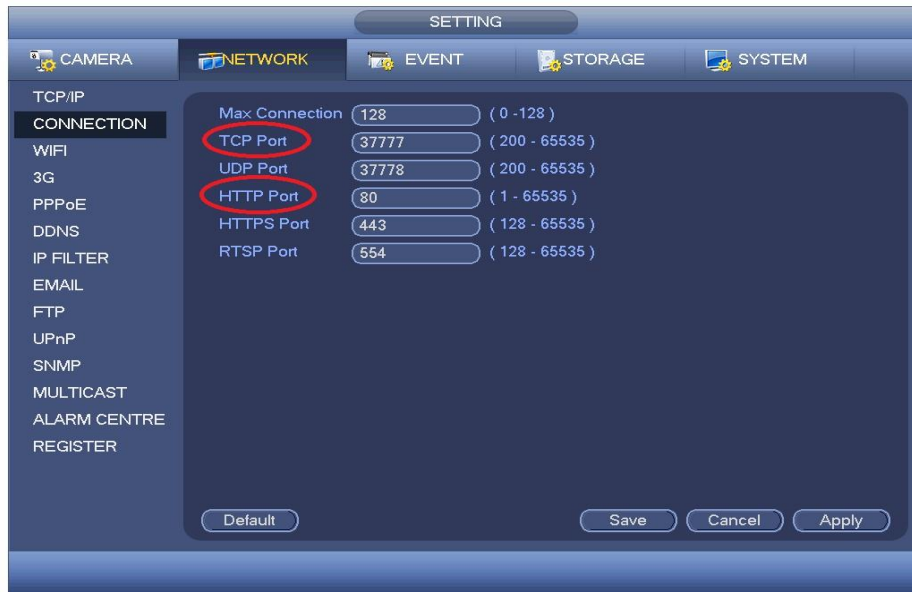 SETTING
CAMERA NETWORK EVENT STORAGE SYSTEM
TCP/IP
CONNECTION
WIFI
3G
PPPoE
DDNS
IP FILTER
EMAIL
FTP
UPnP
SNMP
MULTICAST
ALARM CENTRE
REGISTER
Max Connection 128 ( 0 -128 )
TCP Port 37777 ( 200 - 65535 )
UDP Port 37778 ( 200 - 65535 )
HTTP Port 80 ( 1 - 65535 )
HTTPS Port 443 ( 128 - 65535 )
RTSP Port 554 ( 128 - 65535 )
Default Save Cancel Apply